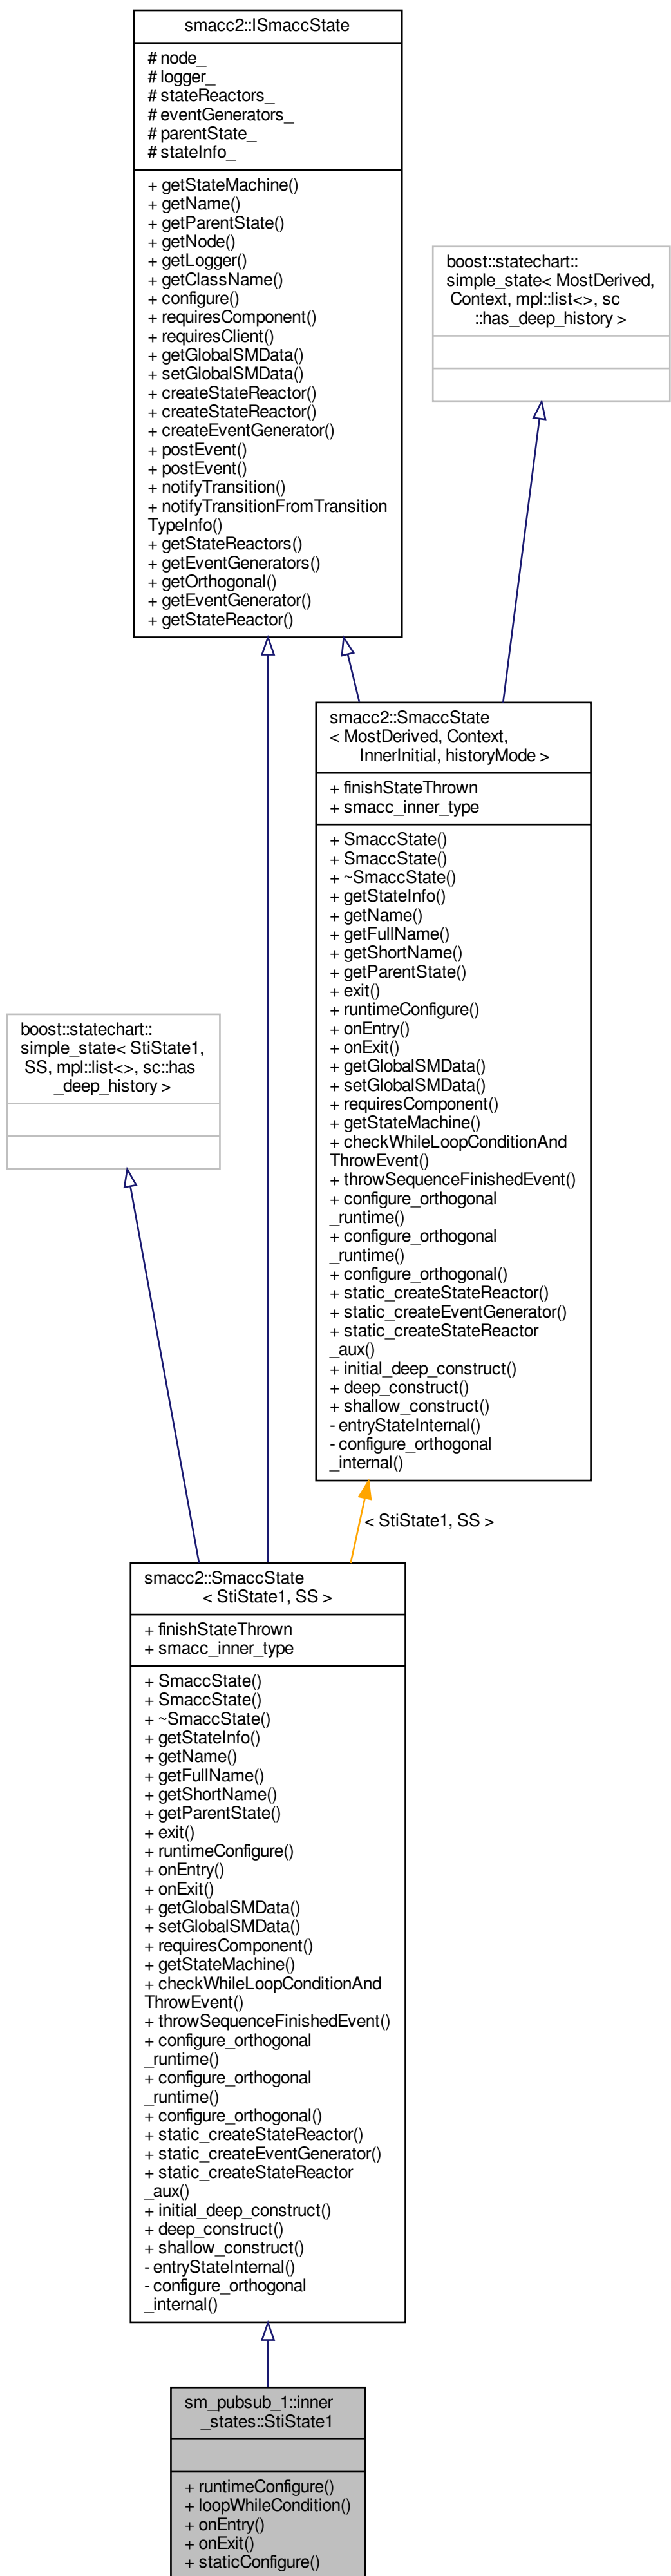 smacc2::ISmaccState
# node_
# logger_
# stateReactors_
# eventGenerators_
# parentState_
# stateInfo_
+ getStateMachine()
+ getName()
+ getParentState()
+ getNode()
+ getLogger()
+ getClassName()
+ configure()
+ requiresComponent()
+ requiresClient()
+ getGlobalSMData()
+ setGlobalSMData()
+ createStateReactor()
+ createStateReactor()
+ createEventGenerator()
+ postEvent()
+ postEvent()
+ notifyTransition()
+ notifyTransitionFromTransition
TypeInfo()
+ getStateReactors()
+ getEventGenerators()
+ getOrthogonal()
+ getEventGenerator()
+ getStateReactor()
boost::statechart::
simple_state< MostDerived,
Context, mpl::list<>, sc
::has_deep_history >
smacc2::SmaccState
< MostDerived, Context,
InnerInitial, historyMode >
+ finishStateThrown
+ smacc_inner_type
+ SmaccState()
+ SmaccState()
+ ~SmaccState()
+ getStateInfo()
+ getName()
+ getFullName()
+ getShortName()
+ getParentState()
+ exit()
+ runtimeConfigure()
+ onEntry()
+ onExit()
+ getGlobalSMData()
+ setGlobalSMData()
+ requiresComponent()
+ getStateMachine()
+ checkWhileLoopConditionAnd
ThrowEvent()
+ throwSequenceFinishedEvent()
+ configure_orthogonal
_runtime()
+ configure_orthogonal
_runtime()
+ configure_orthogonal()
+ static_createStateReactor()
+ static_createEventGenerator()
+ static_createStateReactor
_aux()
+ initial_deep_construct()
+ deep_construct()
+ shallow_construct()
- entryStateInternal()
- configure_orthogonal
_internal()
boost::statechart::
simple_state< StiState1,
SS, mpl::list<>, sc::has
_deep_history >
< StiState1, SS >
smacc2::SmaccState
< StiState1, SS >
+ finishStateThrown
+ smacc_inner_type
+ SmaccState()
+ SmaccState()
+ ~SmaccState()
+ getStateInfo()
+ getName()
+ getFullName()
+ getShortName()
+ getParentState()
+ exit()
+ runtimeConfigure()
+ onEntry()
+ onExit()
+ getGlobalSMData()
+ setGlobalSMData()
+ requiresComponent()
+ getStateMachine()
+ checkWhileLoopConditionAnd
ThrowEvent()
+ throwSequenceFinishedEvent()
+ configure_orthogonal
_runtime()
+ configure_orthogonal
_runtime()
+ configure_orthogonal()
+ static_createStateReactor()
+ static_createEventGenerator()
+ static_createStateReactor
_aux()
+ initial_deep_construct()
+ deep_construct()
+ shallow_construct()
- entryStateInternal()
- configure_orthogonal
_internal()
sm_pubsub_1::inner
_states::StiState1
+ runtimeConfigure()
+ loopWhileCondition()
+ onEntry()
+ onExit()
+ staticConfigure()